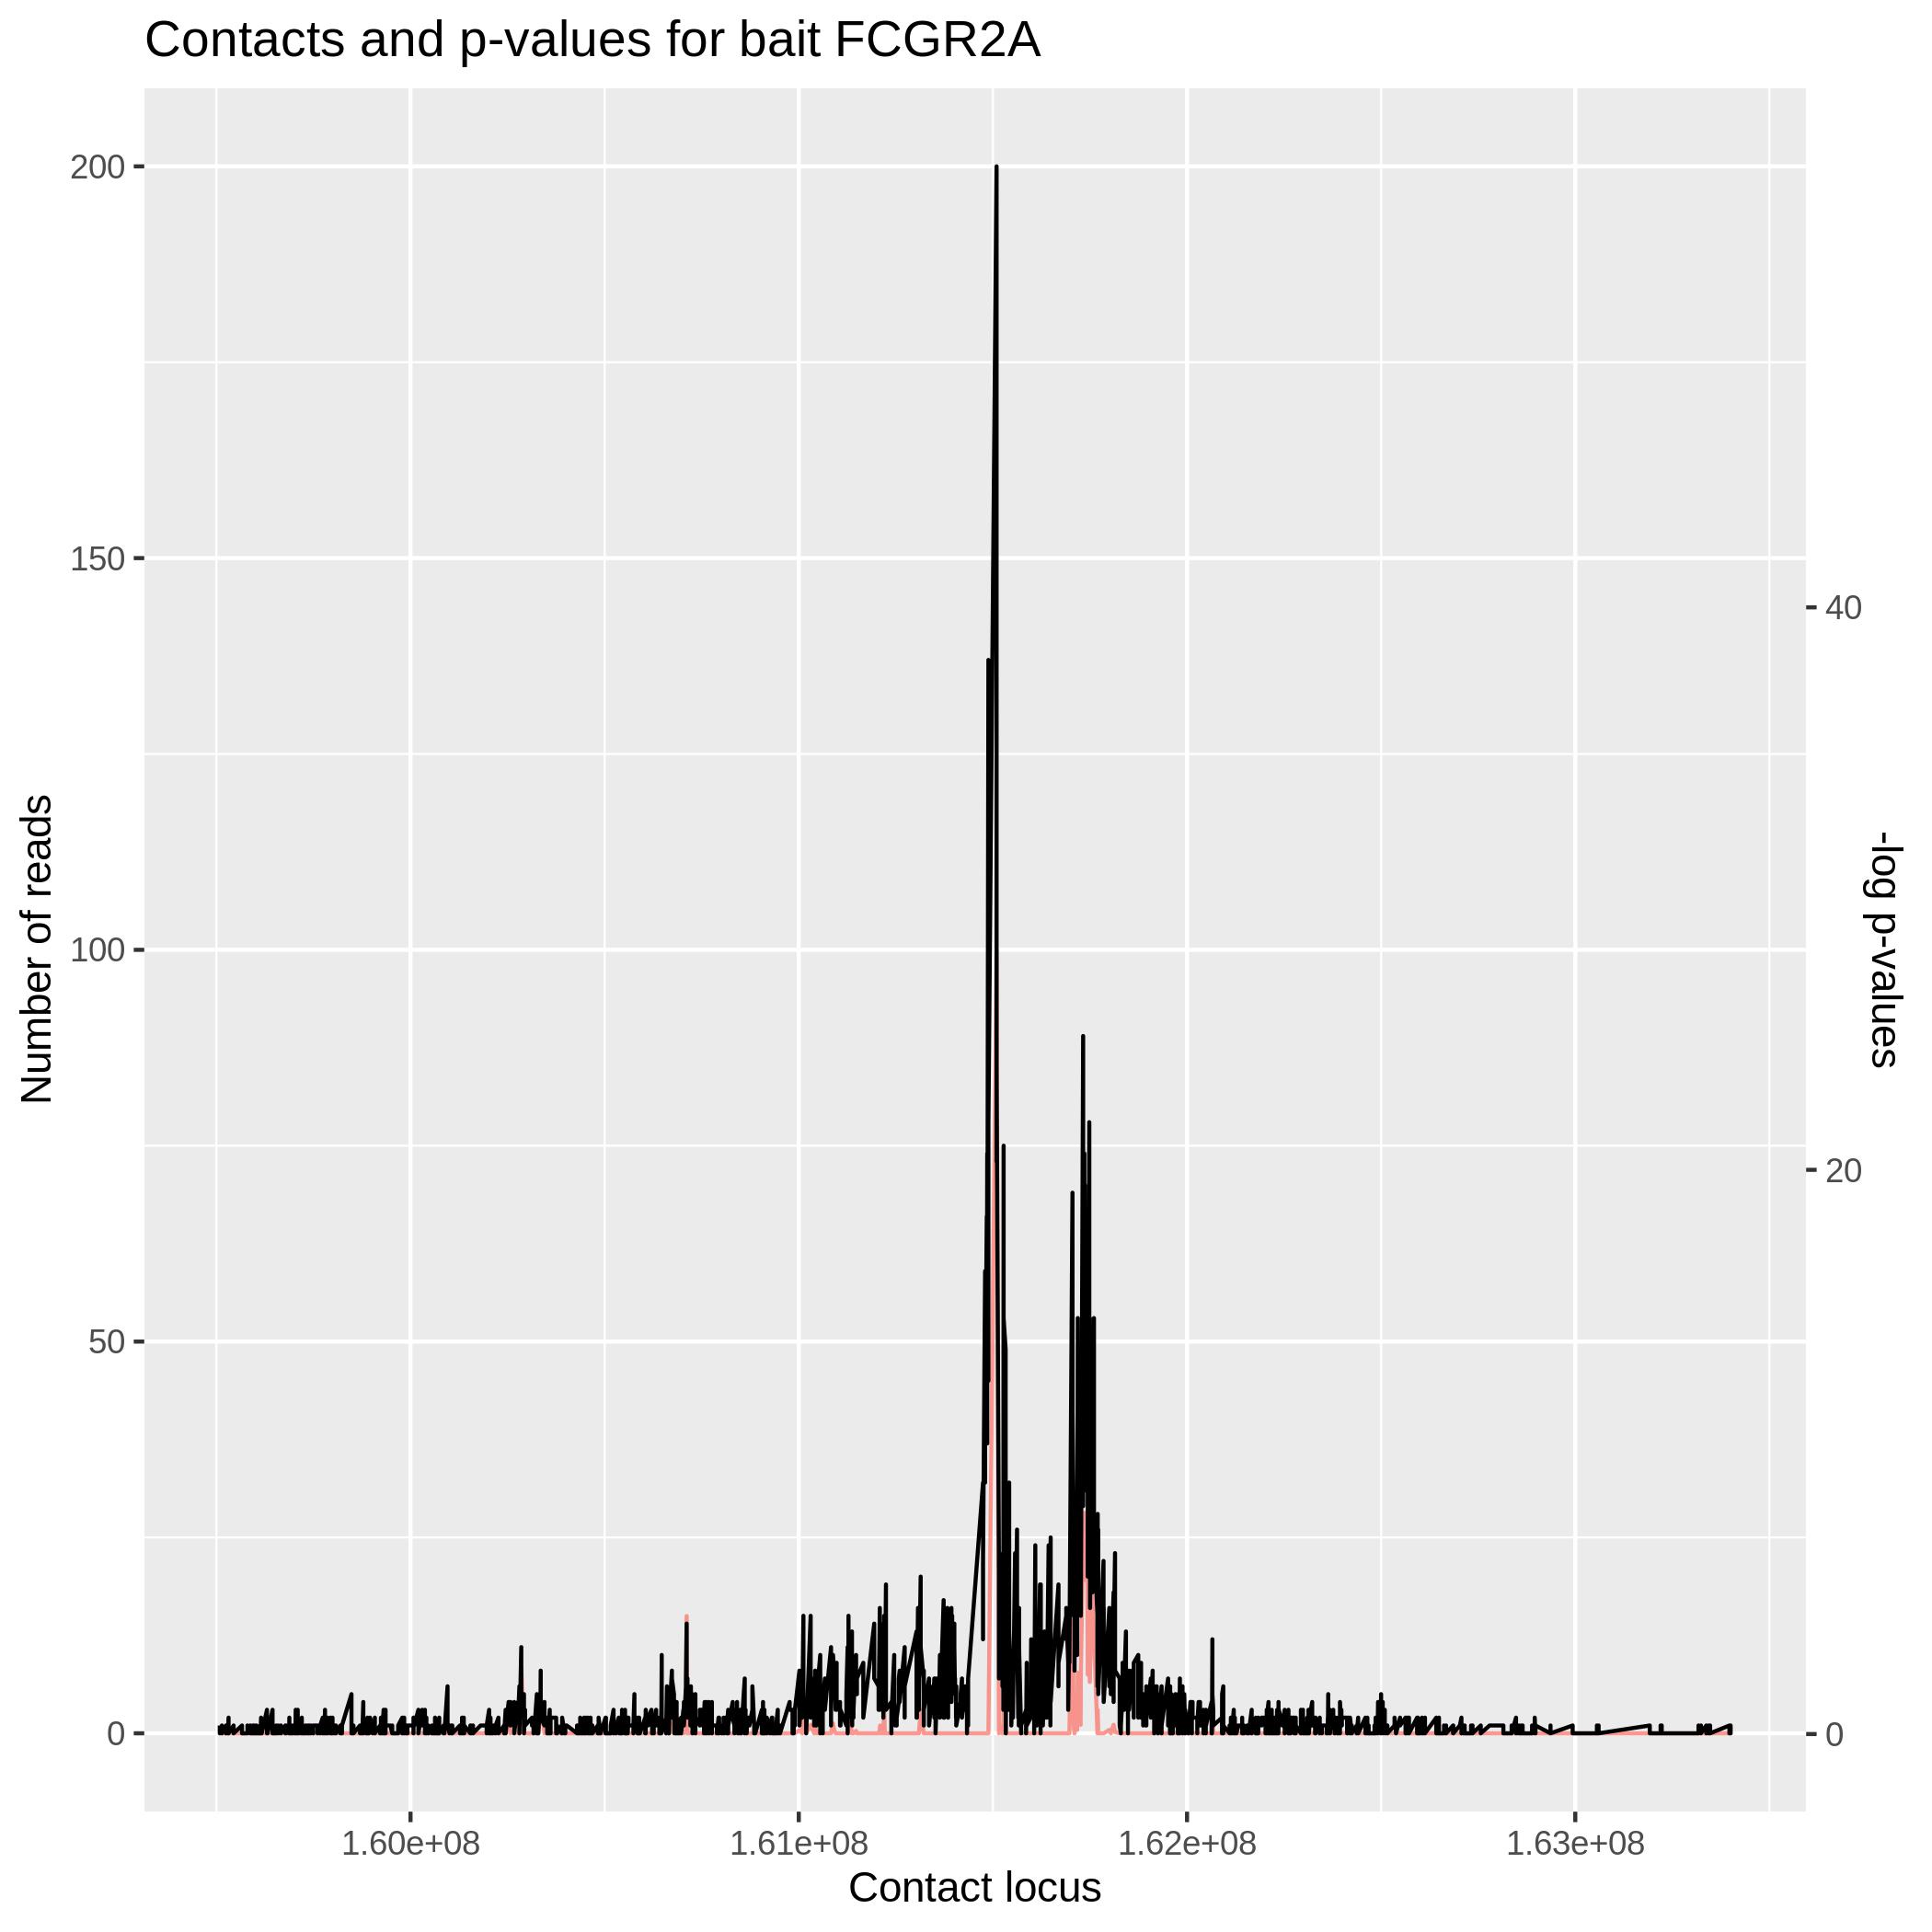 Contacts and p-values for bait FCGR2A
200
150
100
50
0
Number of reads
40
20
0
-log p-values
1.60e+08
1.61e+08
1.62e+08
1.63e+08
Contact locus